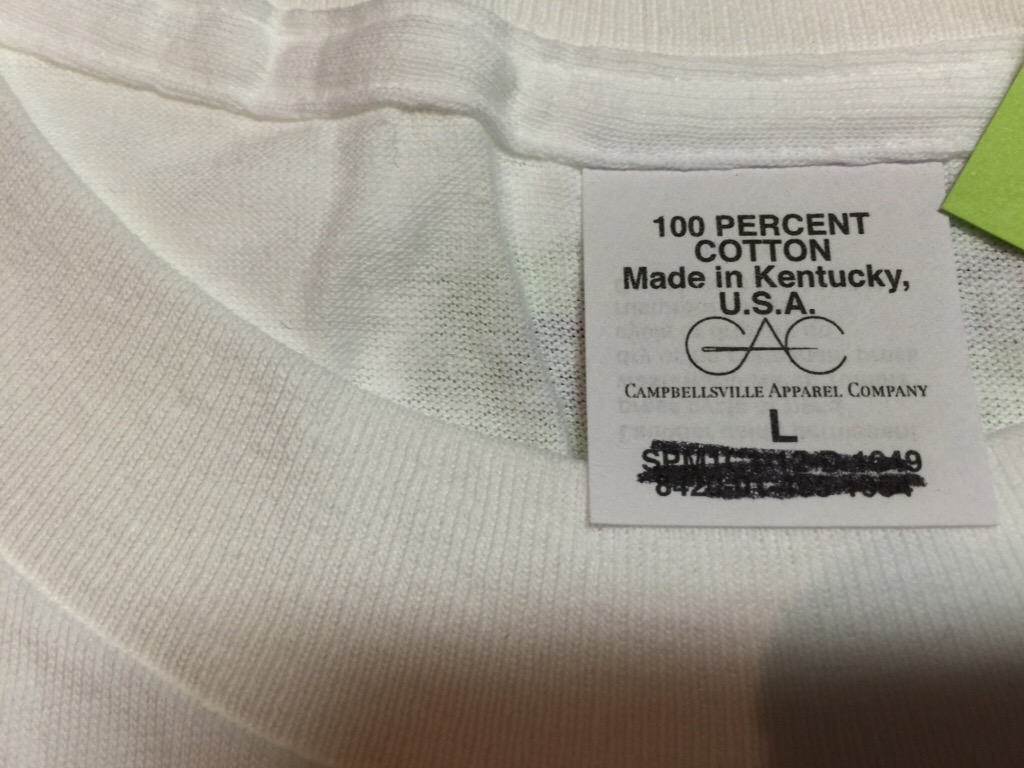 100 PERCENT
COTTON
Made in Kentucky,
U.S.A.
CAC
CAMPBELLSVILLE APPAREL COMPANY
L